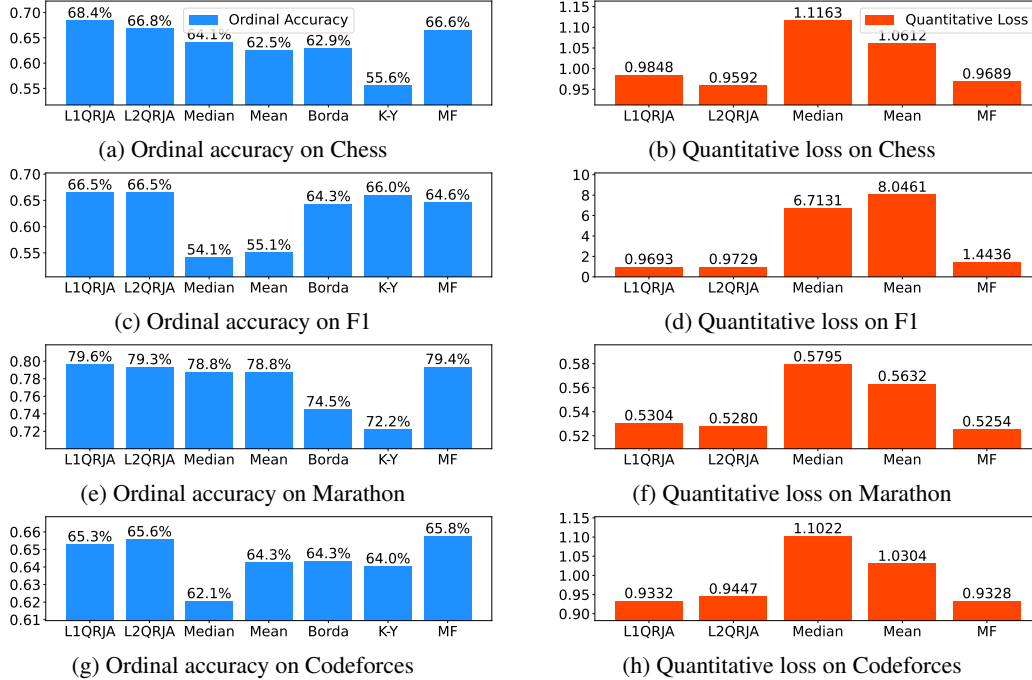 68.4% 66.8% 64.1% 62.5% 62.9% 55.6% 66.6%
Ordinal Accuracy
0.70
0.65
0.60
0.55
L1QRJA L2QRJA Median Mean Borda K-Y MF
(a) Ordinal accuracy on Chess
0.9848 0.9592 1.1163 1.0612 0.9689
Quantitative Loss
1.15
1.10
1.05
1.00
0.95
L1QRJA L2QRJA Median Mean MF
(b) Quantitative loss on Chess
66.5% 66.5% 54.1% 55.1% 64.3% 66.0% 64.6%
0.70
0.65
0.60
0.55
L1QRJA L2QRJA Median Mean Borda K-Y MF
(c) Ordinal accuracy on F1
0.9693 0.9729 6.7131 8.0461 1.4436
10
8
6
4
2
0
L1QRJA L2QRJA Median Mean MF
(d) Quantitative loss on F1
79.6% 79.3% 78.8% 78.8% 74.5% 72.2% 79.4%
0.80
0.78
0.76
0.74
0.72
L1QRJA L2QRJA Median Mean Borda K-Y MF
(e) Ordinal accuracy on Marathon
0.5304 0.5280 0.5795 0.5632 0.5254
0.58
0.56
0.54
0.52
L1QRJA L2QRJA Median Mean MF
(f) Quantitative loss on Marathon
65.3% 65.6% 62.1% 64.3% 64.3% 64.0% 65.8%
0.66
0.65
0.64
0.62
0.61
L1QRJA L2QRJA Median Mean Borda K-Y MF
(g) Ordinal accuracy on Codeforces
0.9332 0.9447 1.1022 1.0304 0.9328
1.15
1.10
1.05
1.00
0.95
0.90
L1QRJA L2QRJA Median Mean MF
(h) Quantitative loss on Codeforces